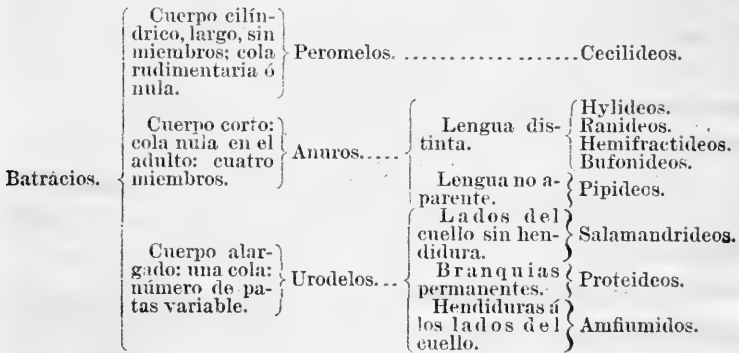 Batrácios.
Cuerpo cilín-
drico, largo, sin
miembros; cola
rudimentaria ó
nula.
Peromelos. ..................... Cecilideos.
Cuerpo corto:
cola nula en el
adulto: cuatro
miembros.
Anuros.....
Lengua dis-
tinta.
Hylideos.
Ranideos.
Hemifractideos.
Bufonideos.
Lengua no a-
parente.
Pipideos.
Cuerpo alar-
gado: una cola:
número de pa-
tas variable.
Urodelos...
Lados del
cuello sin hen-
didura.
Salamandrideos.
Branquias
permanentes.
Proteideos.
Hendiduras á
los lados del
cuello.
Amfiumidos.